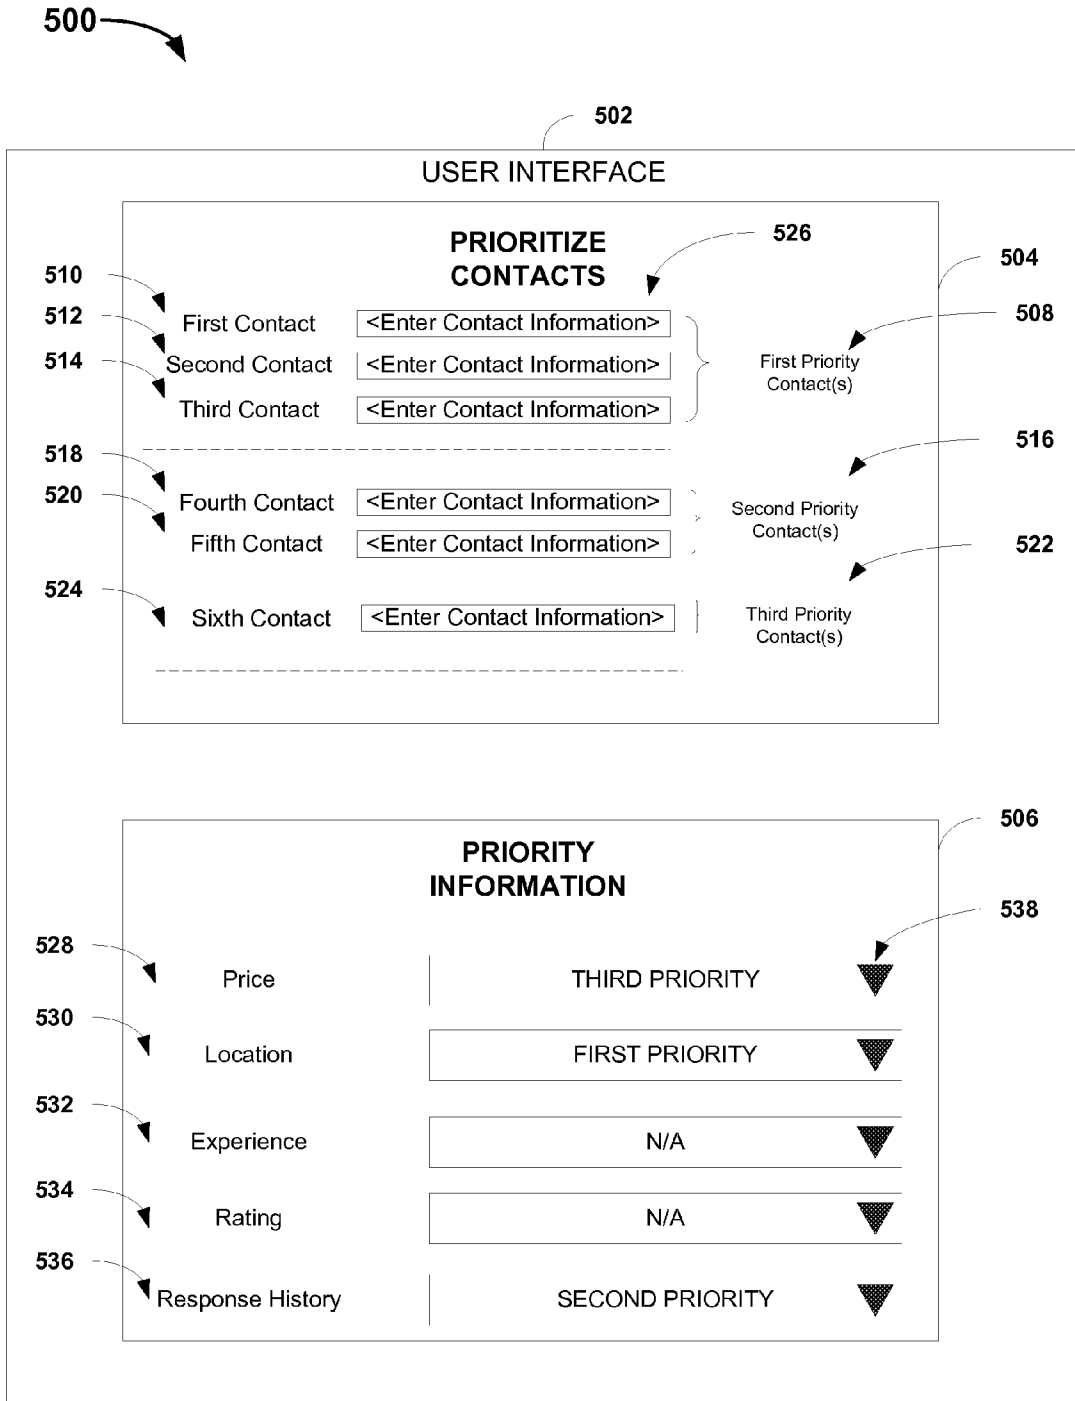 500
502
USER INTERFACE
PRIORITIZE
CONTACTS
526
504
510
First Contact <Enter Contact Information>
508
512
Second Contact <Enter Contact Information>
First Priority
Contact(s)
514
Third Contact <Enter Contact Information>
516
518
Fourth Contact <Enter Contact Information>
Second Priority
Contact(s)
520
Fifth Contact <Enter Contact Information>
522
524
Sixth Contact <Enter Contact Information>
Third Priority
Contact(s)
506
PRIORITY
INFORMATION
538
528
Price THIRD PRIORITY
530
Location FIRST PRIORITY
532
Experience N/A
534
Rating N/A
536
Response History SECOND PRIORITY